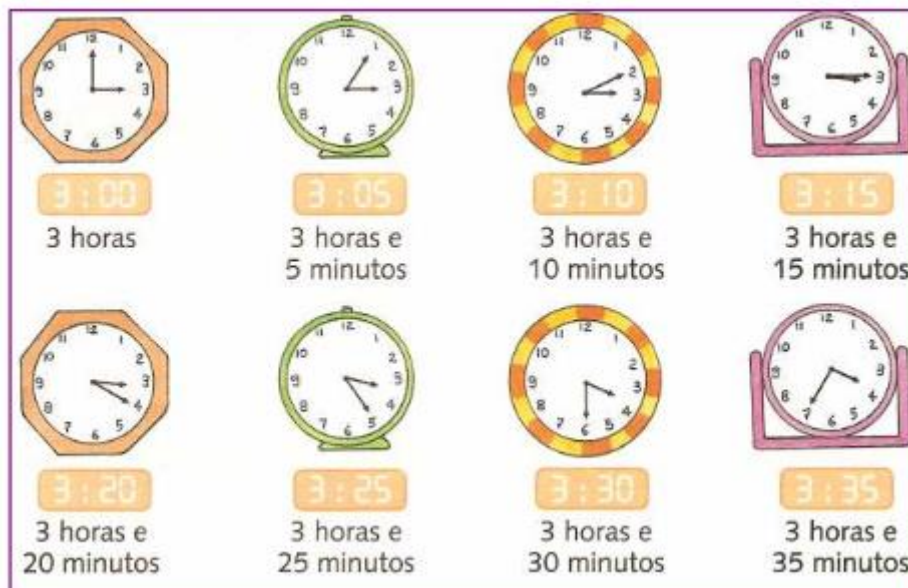 3:00
3:05
3:10
3:15
3 horas
3 horas e
5 minutos
3 horas e
10 minutos
3 horas e
15 minutos
3:20
3:25
3:30
3:35
3 horas e
20 minutos
3 horas e
25 minutos
3 horas e
30 minutos
3 horas e
35 minutos